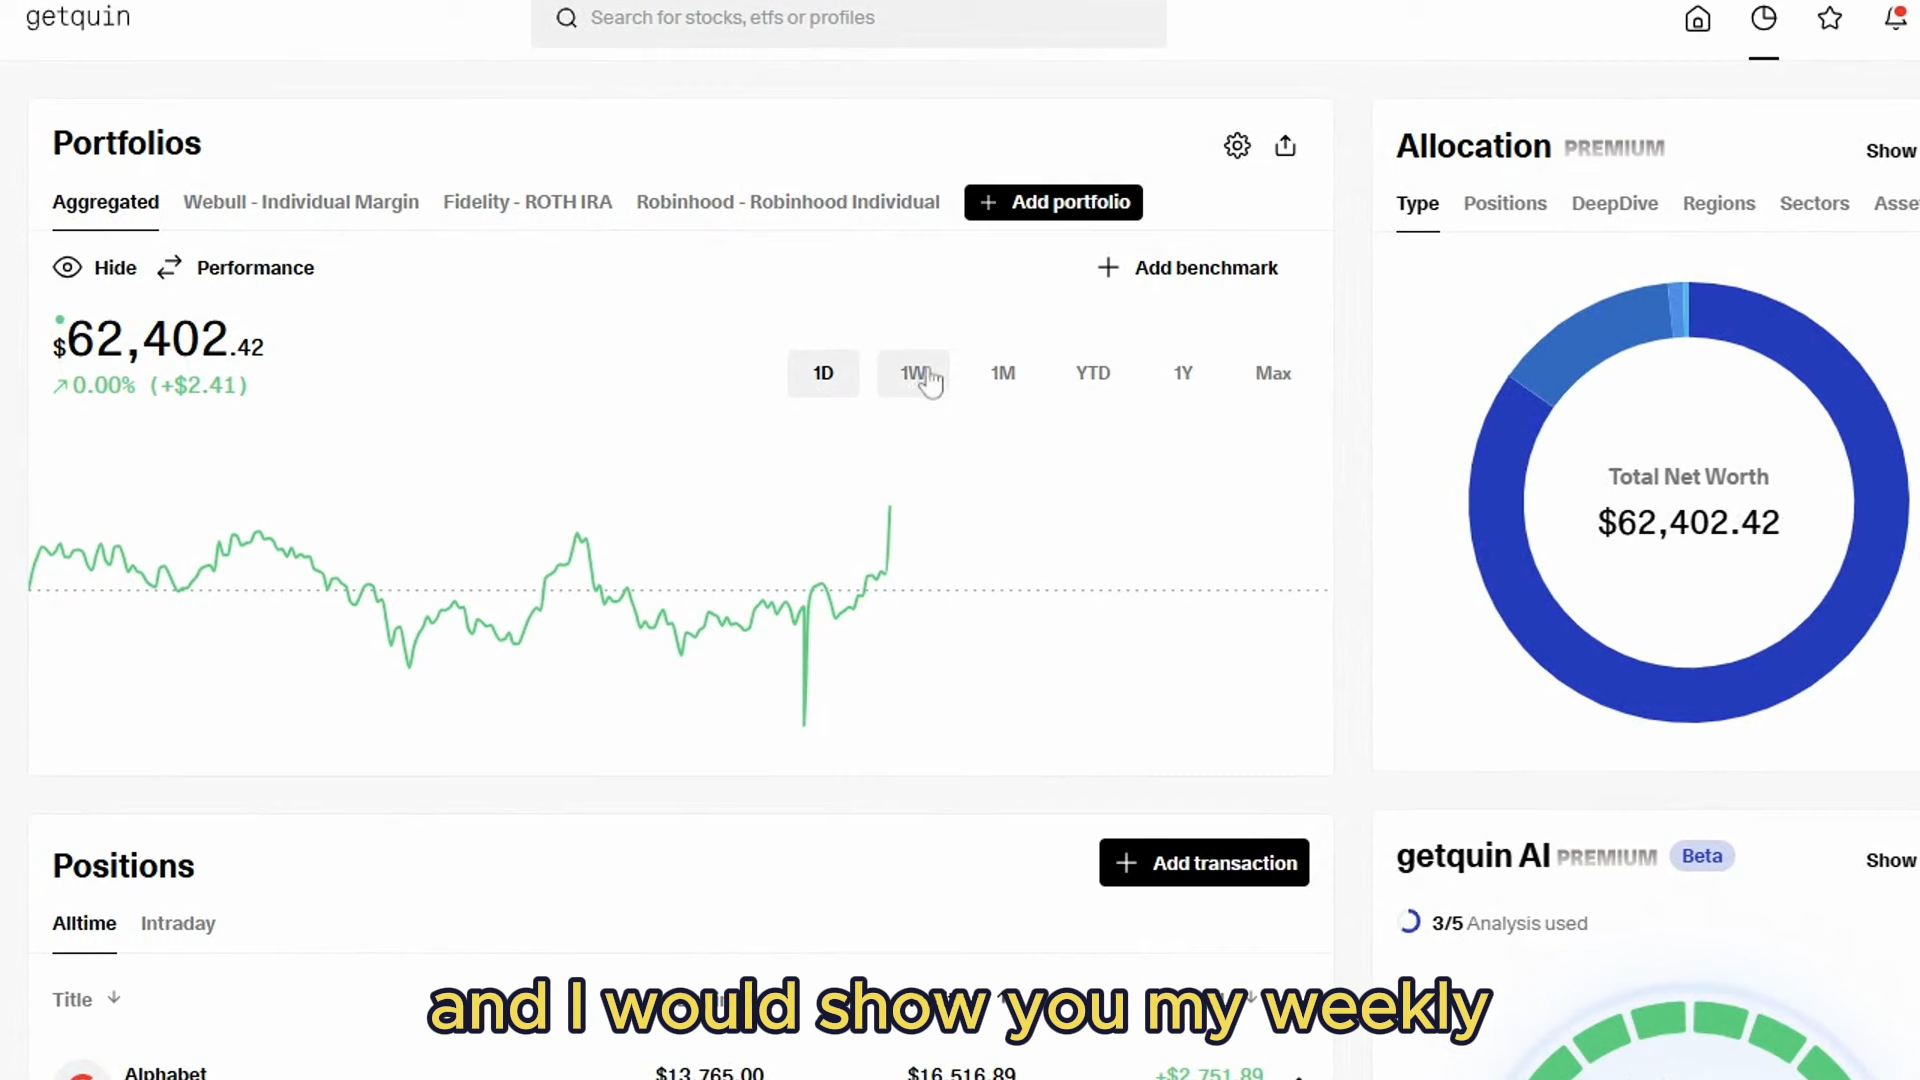 getquin
Search for stocks, etfs or profiles
Portfolios
Aggregated Webull - Individual Margin Fidelity - ROTH IRA Robinhood - Robinhood Individual + Add portfolio
Hide Performance + Add benchmark
$62,402.42
↗0.00% (+$2.41)
1D 1W 1M YTD 1Y Max
Allocation PREMIUM Show
Type Positions DeepDive Regions Sectors Asse
Total Net Worth
$62,402.42
Positions + Add transaction
Alltime Intraday
Title ↓
Alphabet $13,765.00 $16,516.89 +$2,751.89
getquin AI PREMIUM Beta Show
3/5 Analysis used
and I would show you my weekly